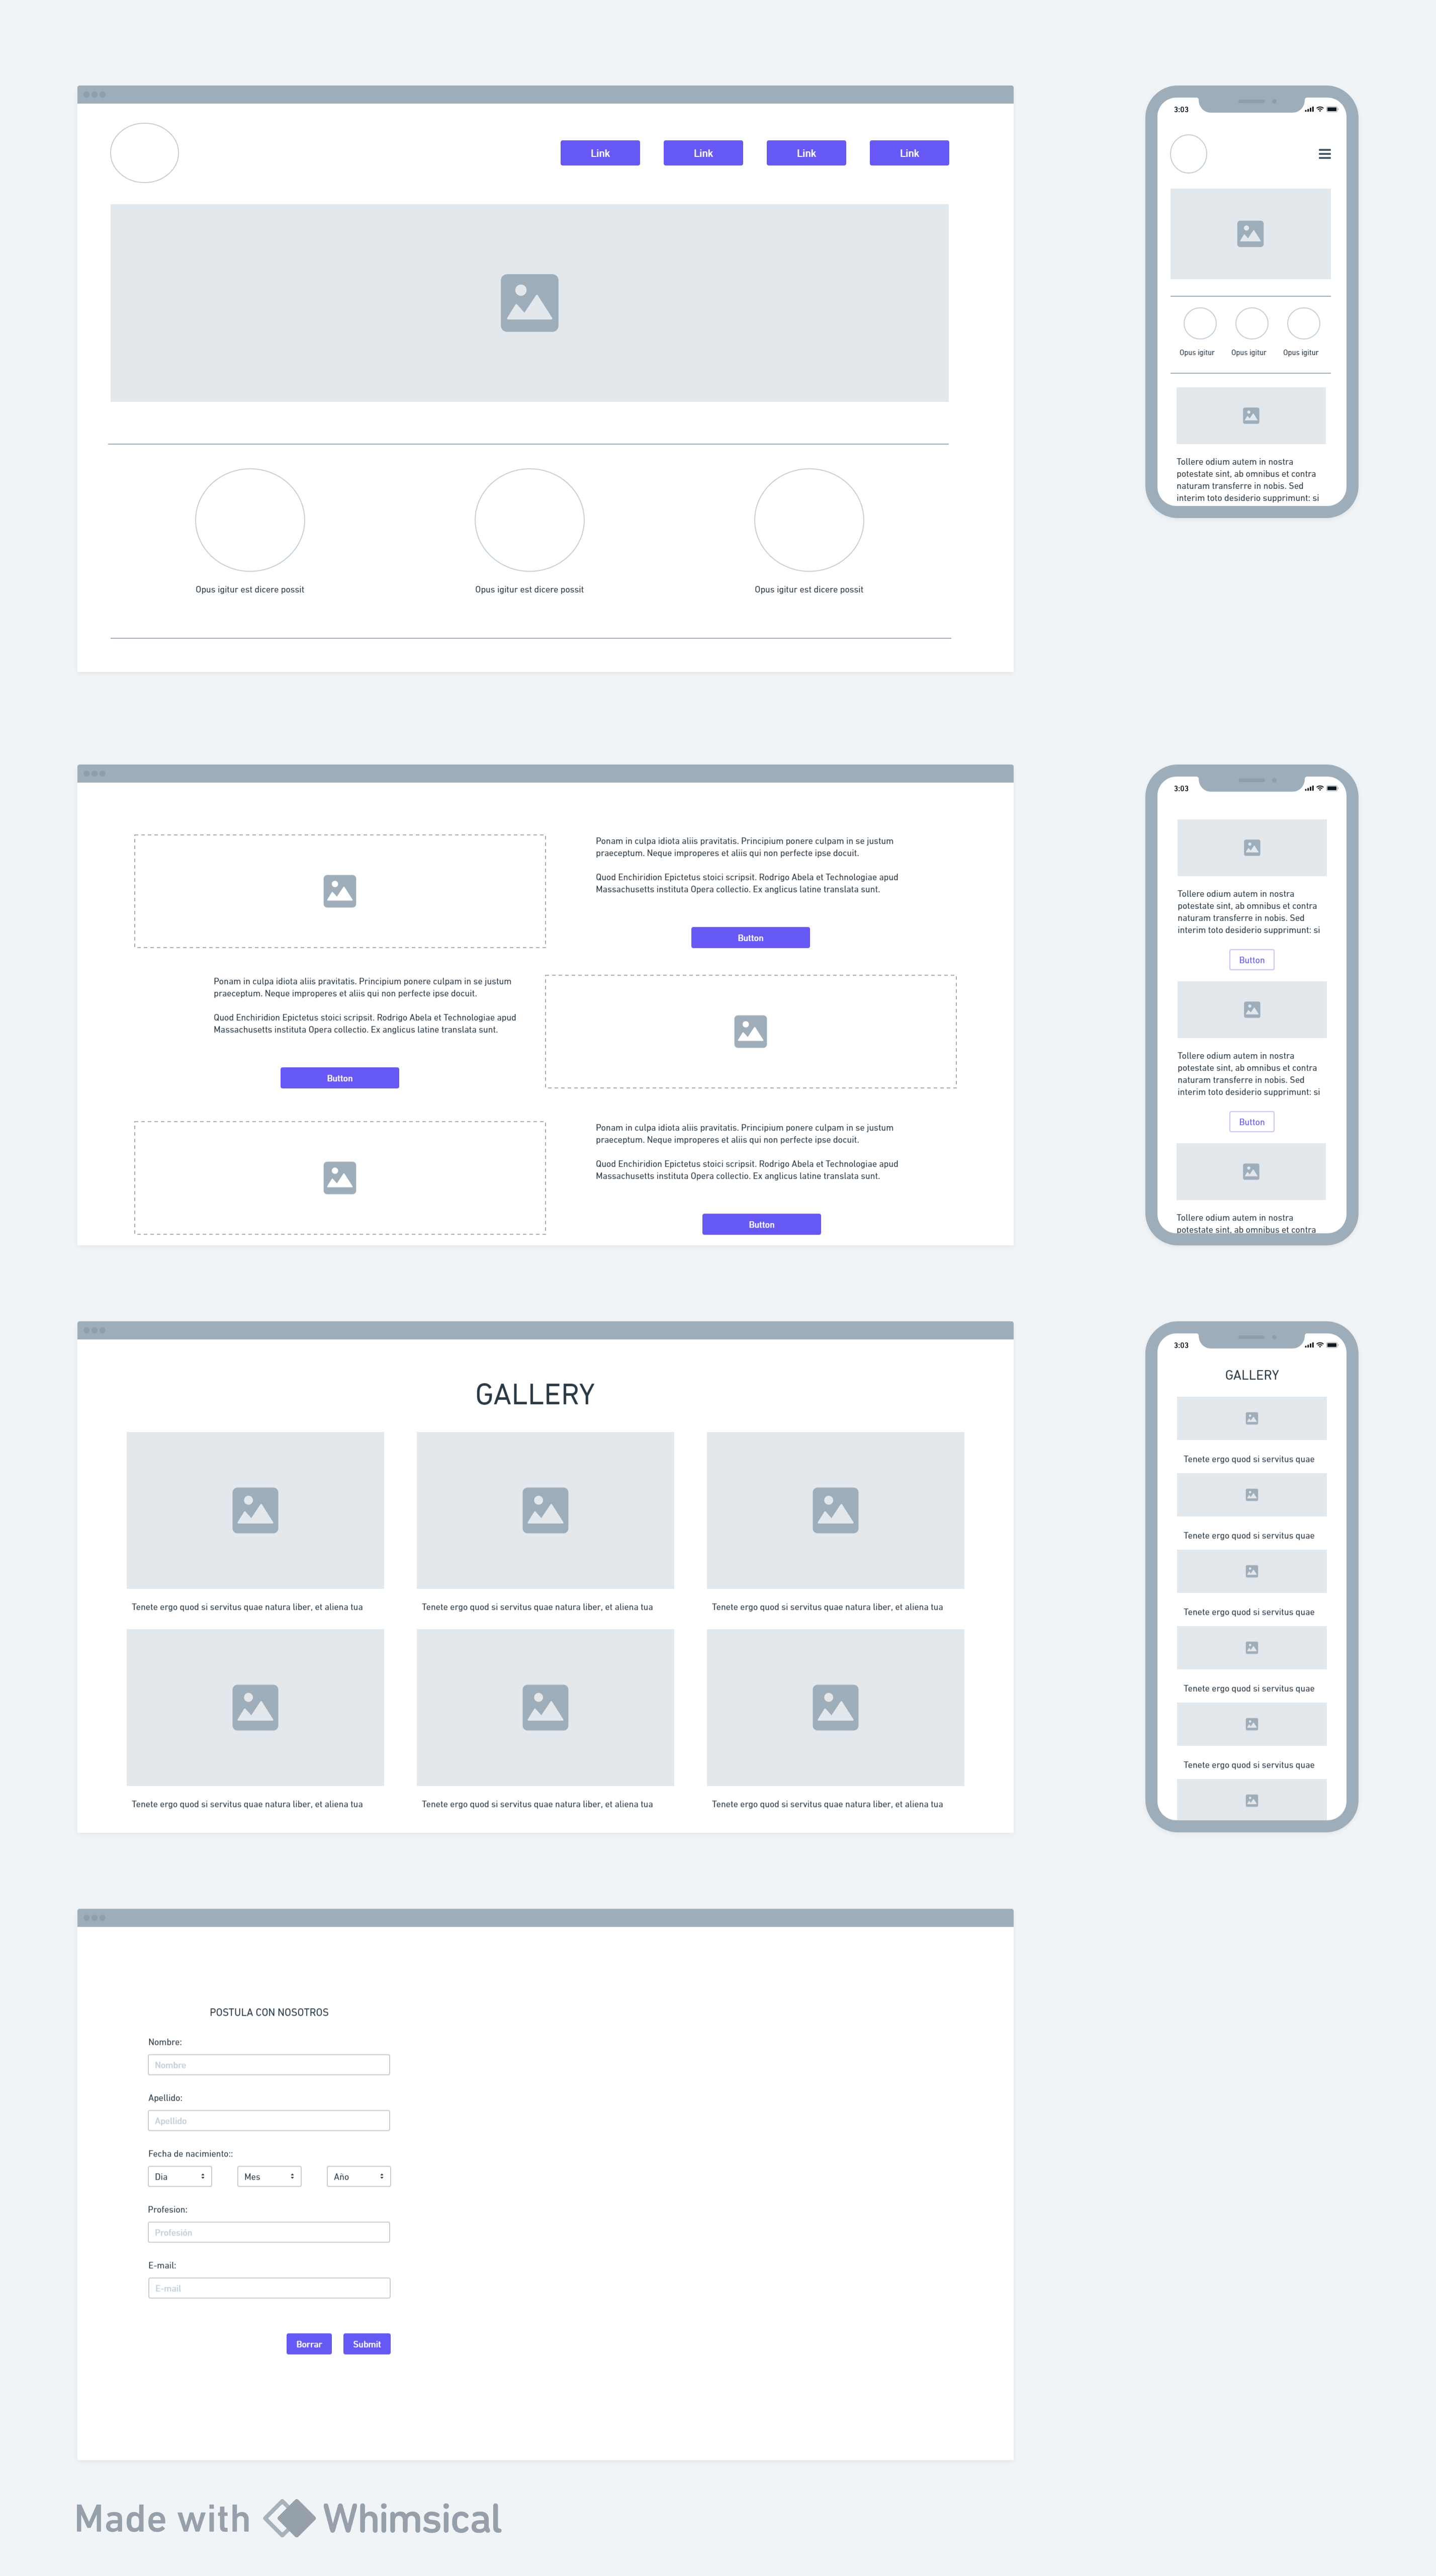 Link
Link
Link
Link
Opus igitur est dicere possit
Opus igitur est dicere possit
Opus igitur est dicere possit
3:03
Opus igitur
Opus igitur
Opus igitur
Tollere odium autem in nostra
potestate sint, ab omnibus et contra
naturam transferre in nobis. Sed
interim toto desiderio supprimunt: si
Ponam in culpa idiota aliis pravitatis. Principium ponere culpam in se justum
praeceptum. Neque improperes et aliis qui non perfecte ipse docuit.
Quod Enchiridion Epictetus stoici scripsit. Rodrigo Abela et Technologiae apud
Massachusetts instituta Opera collectio. Ex anglicus latine translata sunt.
Button
Ponam in culpa idiota aliis pravitatis. Principium ponere culpam in se justum
praeceptum. Neque improperes et aliis qui non perfecte ipse docuit.
Quod Enchiridion Epictetus stoici scripsit. Rodrigo Abela et Technologiae apud
Massachusetts instituta Opera collectio. Ex anglicus latine translata sunt.
Button
Ponam in culpa idiota aliis pravitatis. Principium ponere culpam in se justum
praeceptum. Neque improperes et aliis qui non perfecte ipse docuit.
Quod Enchiridion Epictetus stoici scripsit. Rodrigo Abela et Technologiae apud
Massachusetts instituta Opera collectio. Ex anglicus latine translata sunt.
Button
3:03
Tollere odium autem in nostra
potestate sint, ab omnibus et contra
naturam transferre in nobis. Sed
interim toto desiderio supprimunt: si
Button
Tollere odium autem in nostra
potestate sint, ab omnibus et contra
naturam transferre in nobis. Sed
interim toto desiderio supprimunt: si
Button
Tollere odium autem in nostra
potestate sint, ab omnibus et contra
GALLERY
Tenete ergo quod si servitus quae natura liber, et aliena tua
Tenete ergo quod si servitus quae natura liber, et aliena tua
Tenete ergo quod si servitus quae natura liber, et aliena tua
Tenete ergo quod si servitus quae natura liber, et aliena tua
Tenete ergo quod si servitus quae natura liber, et aliena tua
Tenete ergo quod si servitus quae natura liber, et aliena tua
3:03
GALLERY
Tenete ergo quod si servitus quae
Tenete ergo quod si servitus quae
Tenete ergo quod si servitus quae
Tenete ergo quod si servitus quae
Tenete ergo quod si servitus quae
POSTULA CON NOSOTROS
Nombre:
Nombre
Apellido:
Apellido
Fecha de nacimiento::
Dia
Mes
Año
Profesion:
Profesión
E-mail:
E-mail
Borrar
Submit
Made with Whimsical